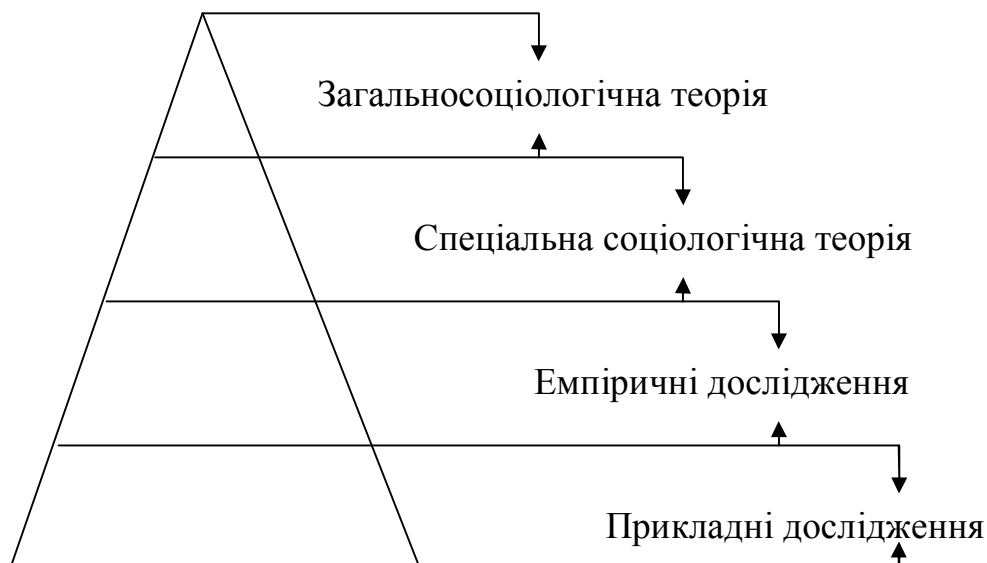 Загальносоціологічна теорія
Спеціальна соціологічна теорія
Емпіричні дослідження
Прикладні дослідження